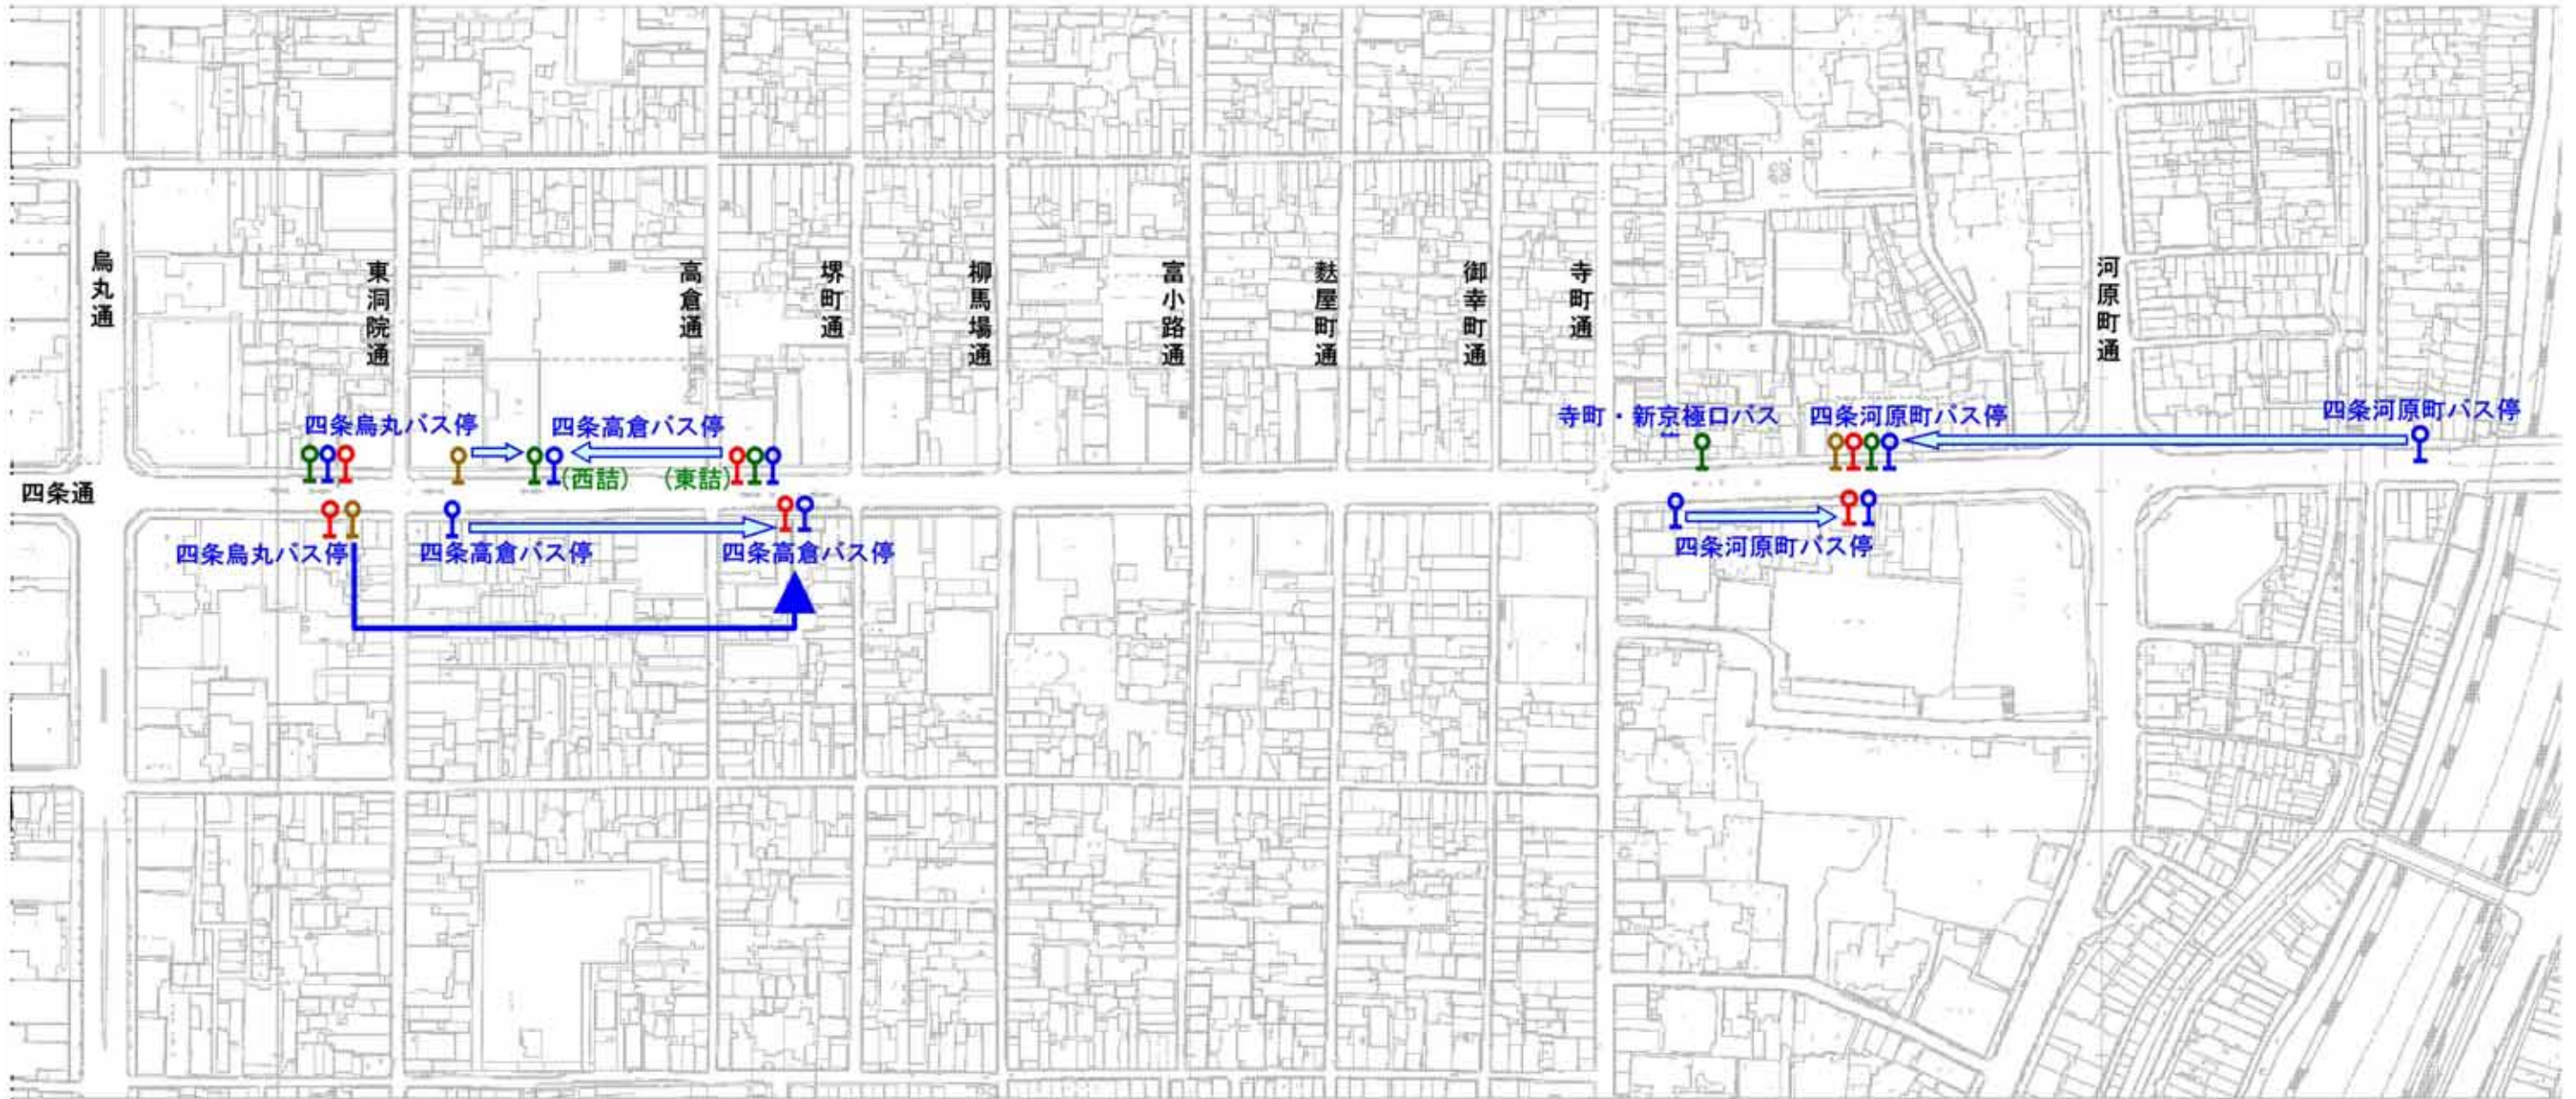 烏丸通
東洞院通
高倉通
堺町通
柳馬場通
富小路通
麩屋町通
御幸町通
寺町通
河原町通
四条烏丸バス停
四条高倉バス停
寺町・新京極口バス
四条河原町バス停
四条河原町バス停
(西詰)
(東詰)
四条通
四条烏丸バス停
四条高倉バス停
四条高倉バス停
四条河原町バス停